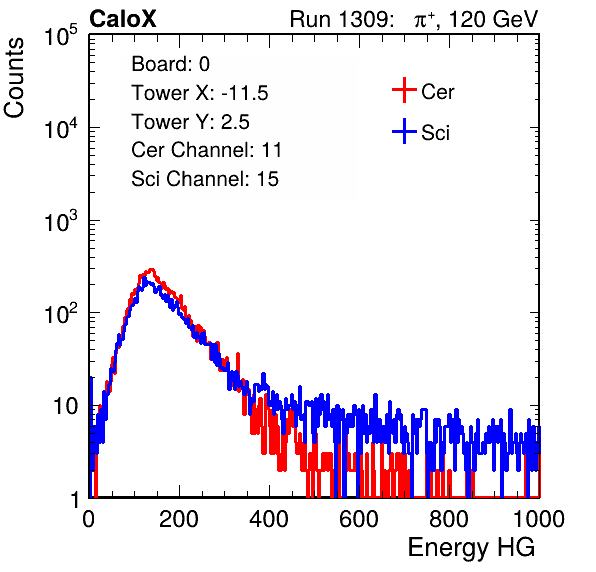 CaloX Run 1309: π⁺, 120 GeV
Counts
Board: 0
Tower X: -11.5
Tower Y: 2.5
Cer Channel: 11
Sci Channel: 15
Cer
Sci
10⁵
10⁴
10³
10²
10
1
0 200 400 600 800 1000
Energy HG